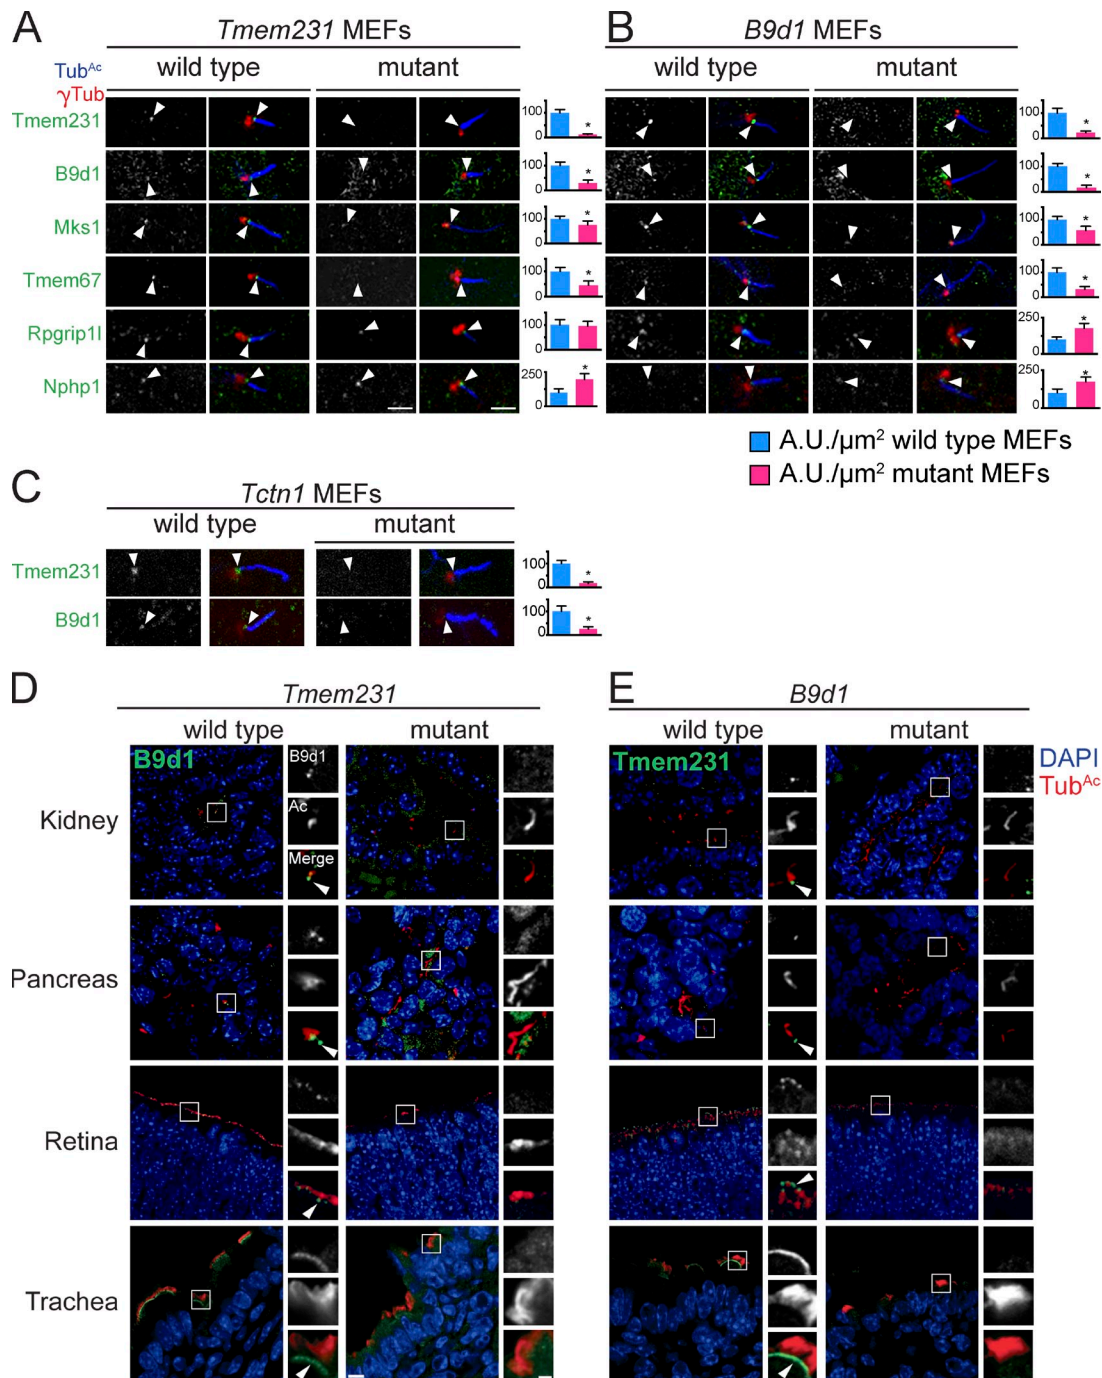 A
Tmem231 MEFs
wild type
mutant
Tub^Ac
γTub
Tmem231
100
0
*
B9d1
100
0
*
Mks1
100
0
*
Tmem67
100
0
*
Rpgrip1l
100
0
Nphp1
250
0
*
B
B9d1 MEFs
wild type
mutant
100
0
*
100
0
*
100
0
*
100
0
*
250
0
*
250
0
*
A.U./µm² wild type MEFs
A.U./µm² mutant MEFs
C
Tctn1 MEFs
wild type
mutant
Tmem231
100
0
*
B9d1
100
0
*
D
Tmem231
wild type
mutant
B9d1
B9d1
Ac
Merge
Kidney
Pancreas
Retina
Trachea
E
B9d1
wild type
mutant
Tmem231
DAPI
Tub^Ac